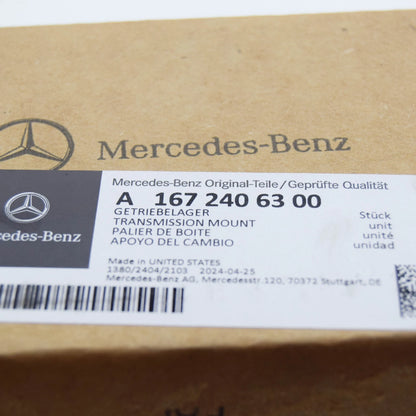 Mercedes-Benz
Mercedes-Benz Original-Teile/Geprüfte Qualität
A 167 240 63 00
GETRIEBELAGER
TRANSMISSION MOUNT
PALIER DE BOITE
APOYO DEL CAMBIO
Stück
unit
unité
unidad
cedes-Benz
Made in UNITED STATES
1380/2404/2103 2024-04-25
Mercedes-Benz AG, Mercedesstr.120, 70372 Stuttgart, DE